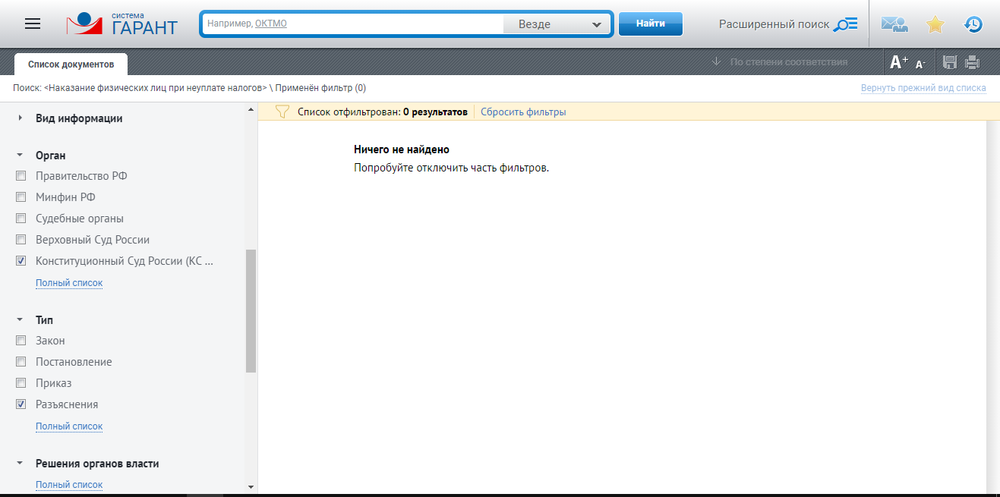 система
ГАРАНТ
Например, ОКТМО
Везде
Найти
Расширенный поиск
Список документов
По степени соответствия
A+ A-
Поиск: <Наказание физических лиц при неуплате налогов> \ Применён фильтр (0)
Вернуть прежний вид списка
Вид информации
Орган
Правительство РФ
Минфин РФ
Судебные органы
Верховный Суд России
Конституционный Суд России (КС ...
Полный список
Тип
Закон
Постановление
Приказ
Разъяснения
Полный список
Решения органов власти
Полный список
Список отфильтрован: 0 результатов
Сбросить фильтры
Ничего не найдено
Попробуйте отключить часть фильтров.